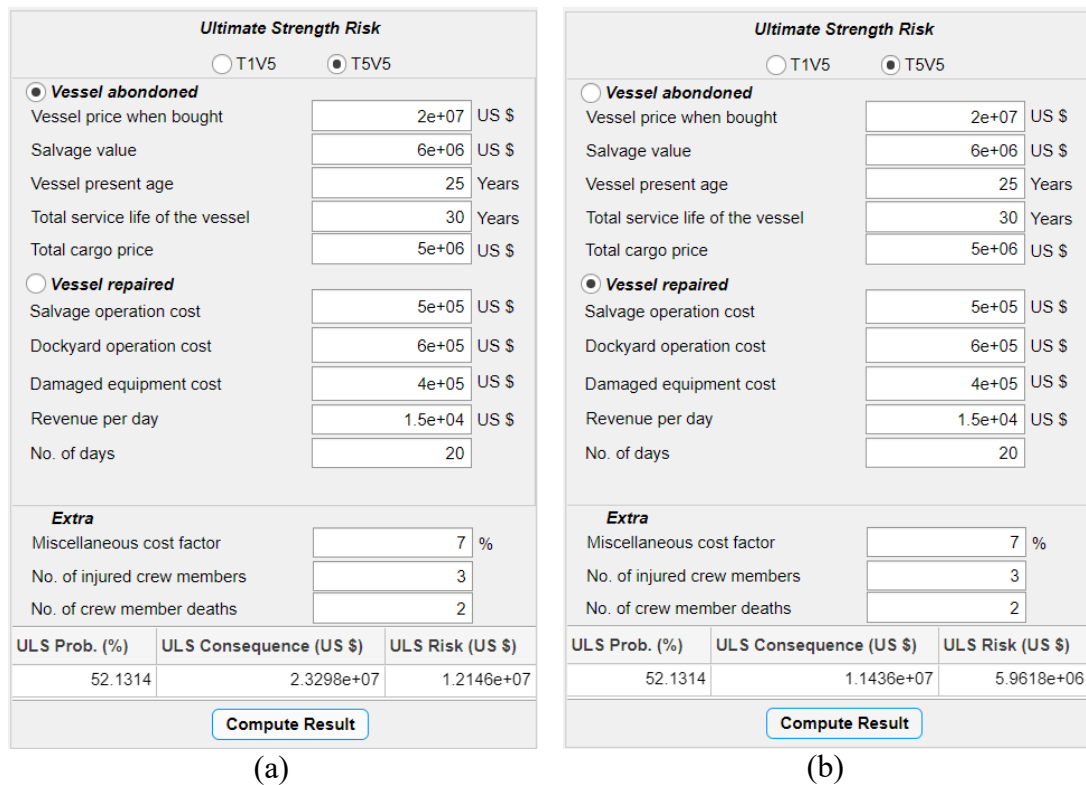 Ultimate Strength Risk
T1V5 T5V5
Vessel abondoned
Vessel price when bought 2e+07 US $
Salvage value 6e+06 US $
Vessel present age 25 Years
Total service life of the vessel 30 Years
Total cargo price 5e+06 US $
Vessel repaired
Salvage operation cost 5e+05 US $
Dockyard operation cost 6e+05 US $
Damaged equipment cost 4e+05 US $
Revenue per day 1.5e+04 US $
No. of days 20
Extra
Miscellaneous cost factor 7 %
No. of injured crew members 3
No. of crew member deaths 2
ULS Prob. (%) ULS Consequence (US $) ULS Risk (US $)
52.1314 2.3298e+07 1.2146e+07
Compute Result
(a)
Ultimate Strength Risk
T1V5 T5V5
Vessel abondoned
Vessel price when bought 2e+07 US $
Salvage value 6e+06 US $
Vessel present age 25 Years
Total service life of the vessel 30 Years
Total cargo price 5e+06 US $
Vessel repaired
Salvage operation cost 5e+05 US $
Dockyard operation cost 6e+05 US $
Damaged equipment cost 4e+05 US $
Revenue per day 1.5e+04 US $
No. of days 20
Extra
Miscellaneous cost factor 7 %
No. of injured crew members 3
No. of crew member deaths 2
ULS Prob. (%) ULS Consequence (US $) ULS Risk (US $)
52.1314 1.1436e+07 5.9618e+06
Compute Result
(b)